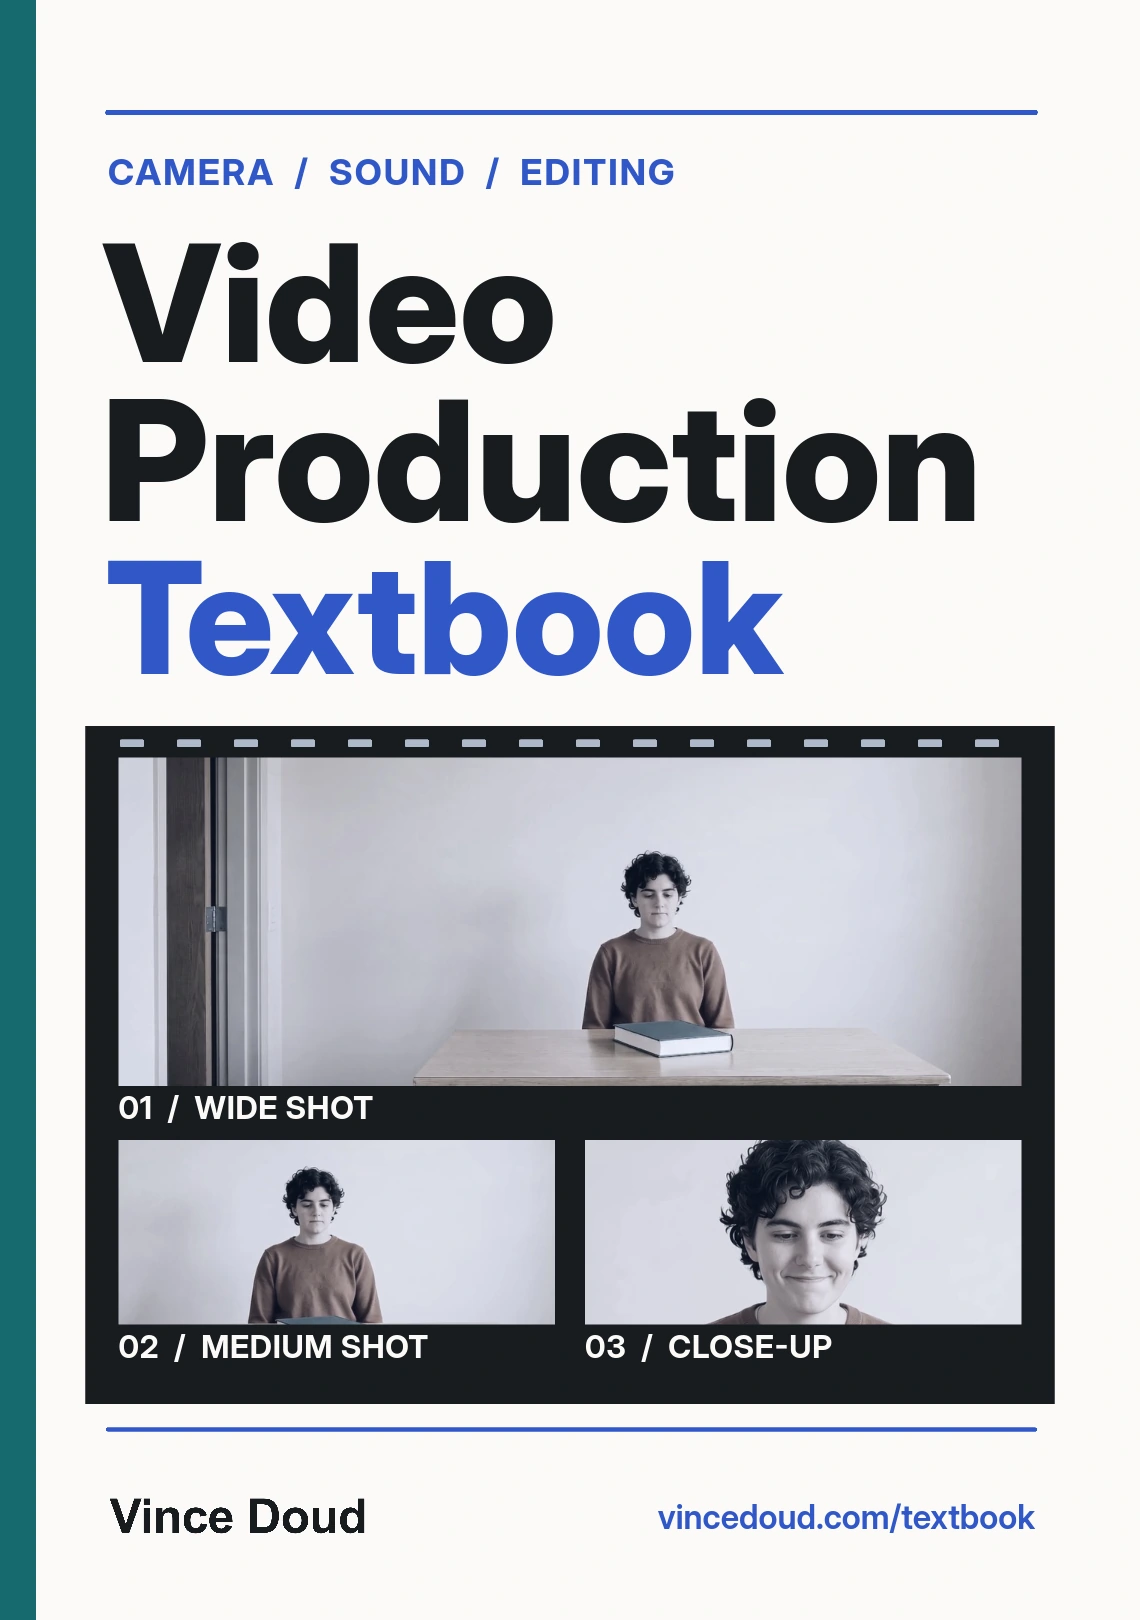 CAMERA / SOUND / EDITING
Video
Production
Textbook
01 / WIDE SHOT
02 / MEDIUM SHOT
03 / CLOSE-UP
Vince Doud
vincedoud.com/textbook